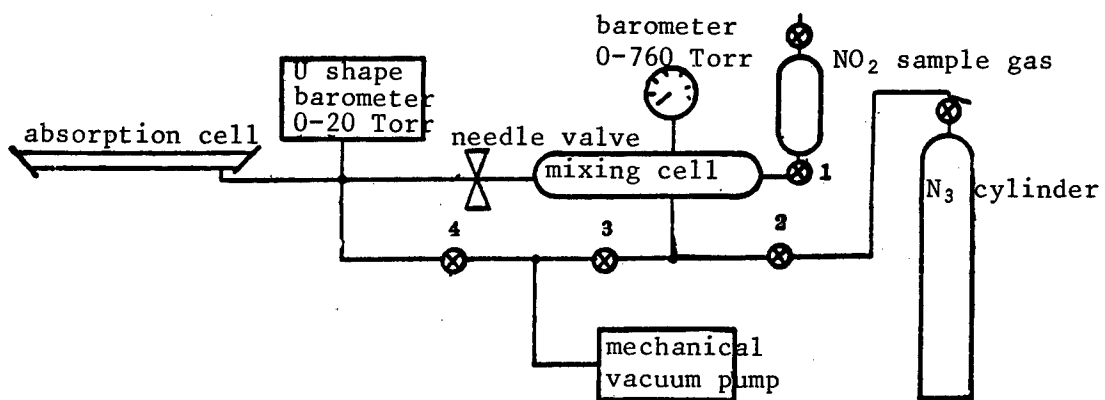 barometer
0-760 Torr
NO₂ sample gas
U shape
barometer
0-20 Torr
absorption cell
needle valve
mixing cell
1
N₃ cylinder
4
3
2
mechanical
vacuum pump